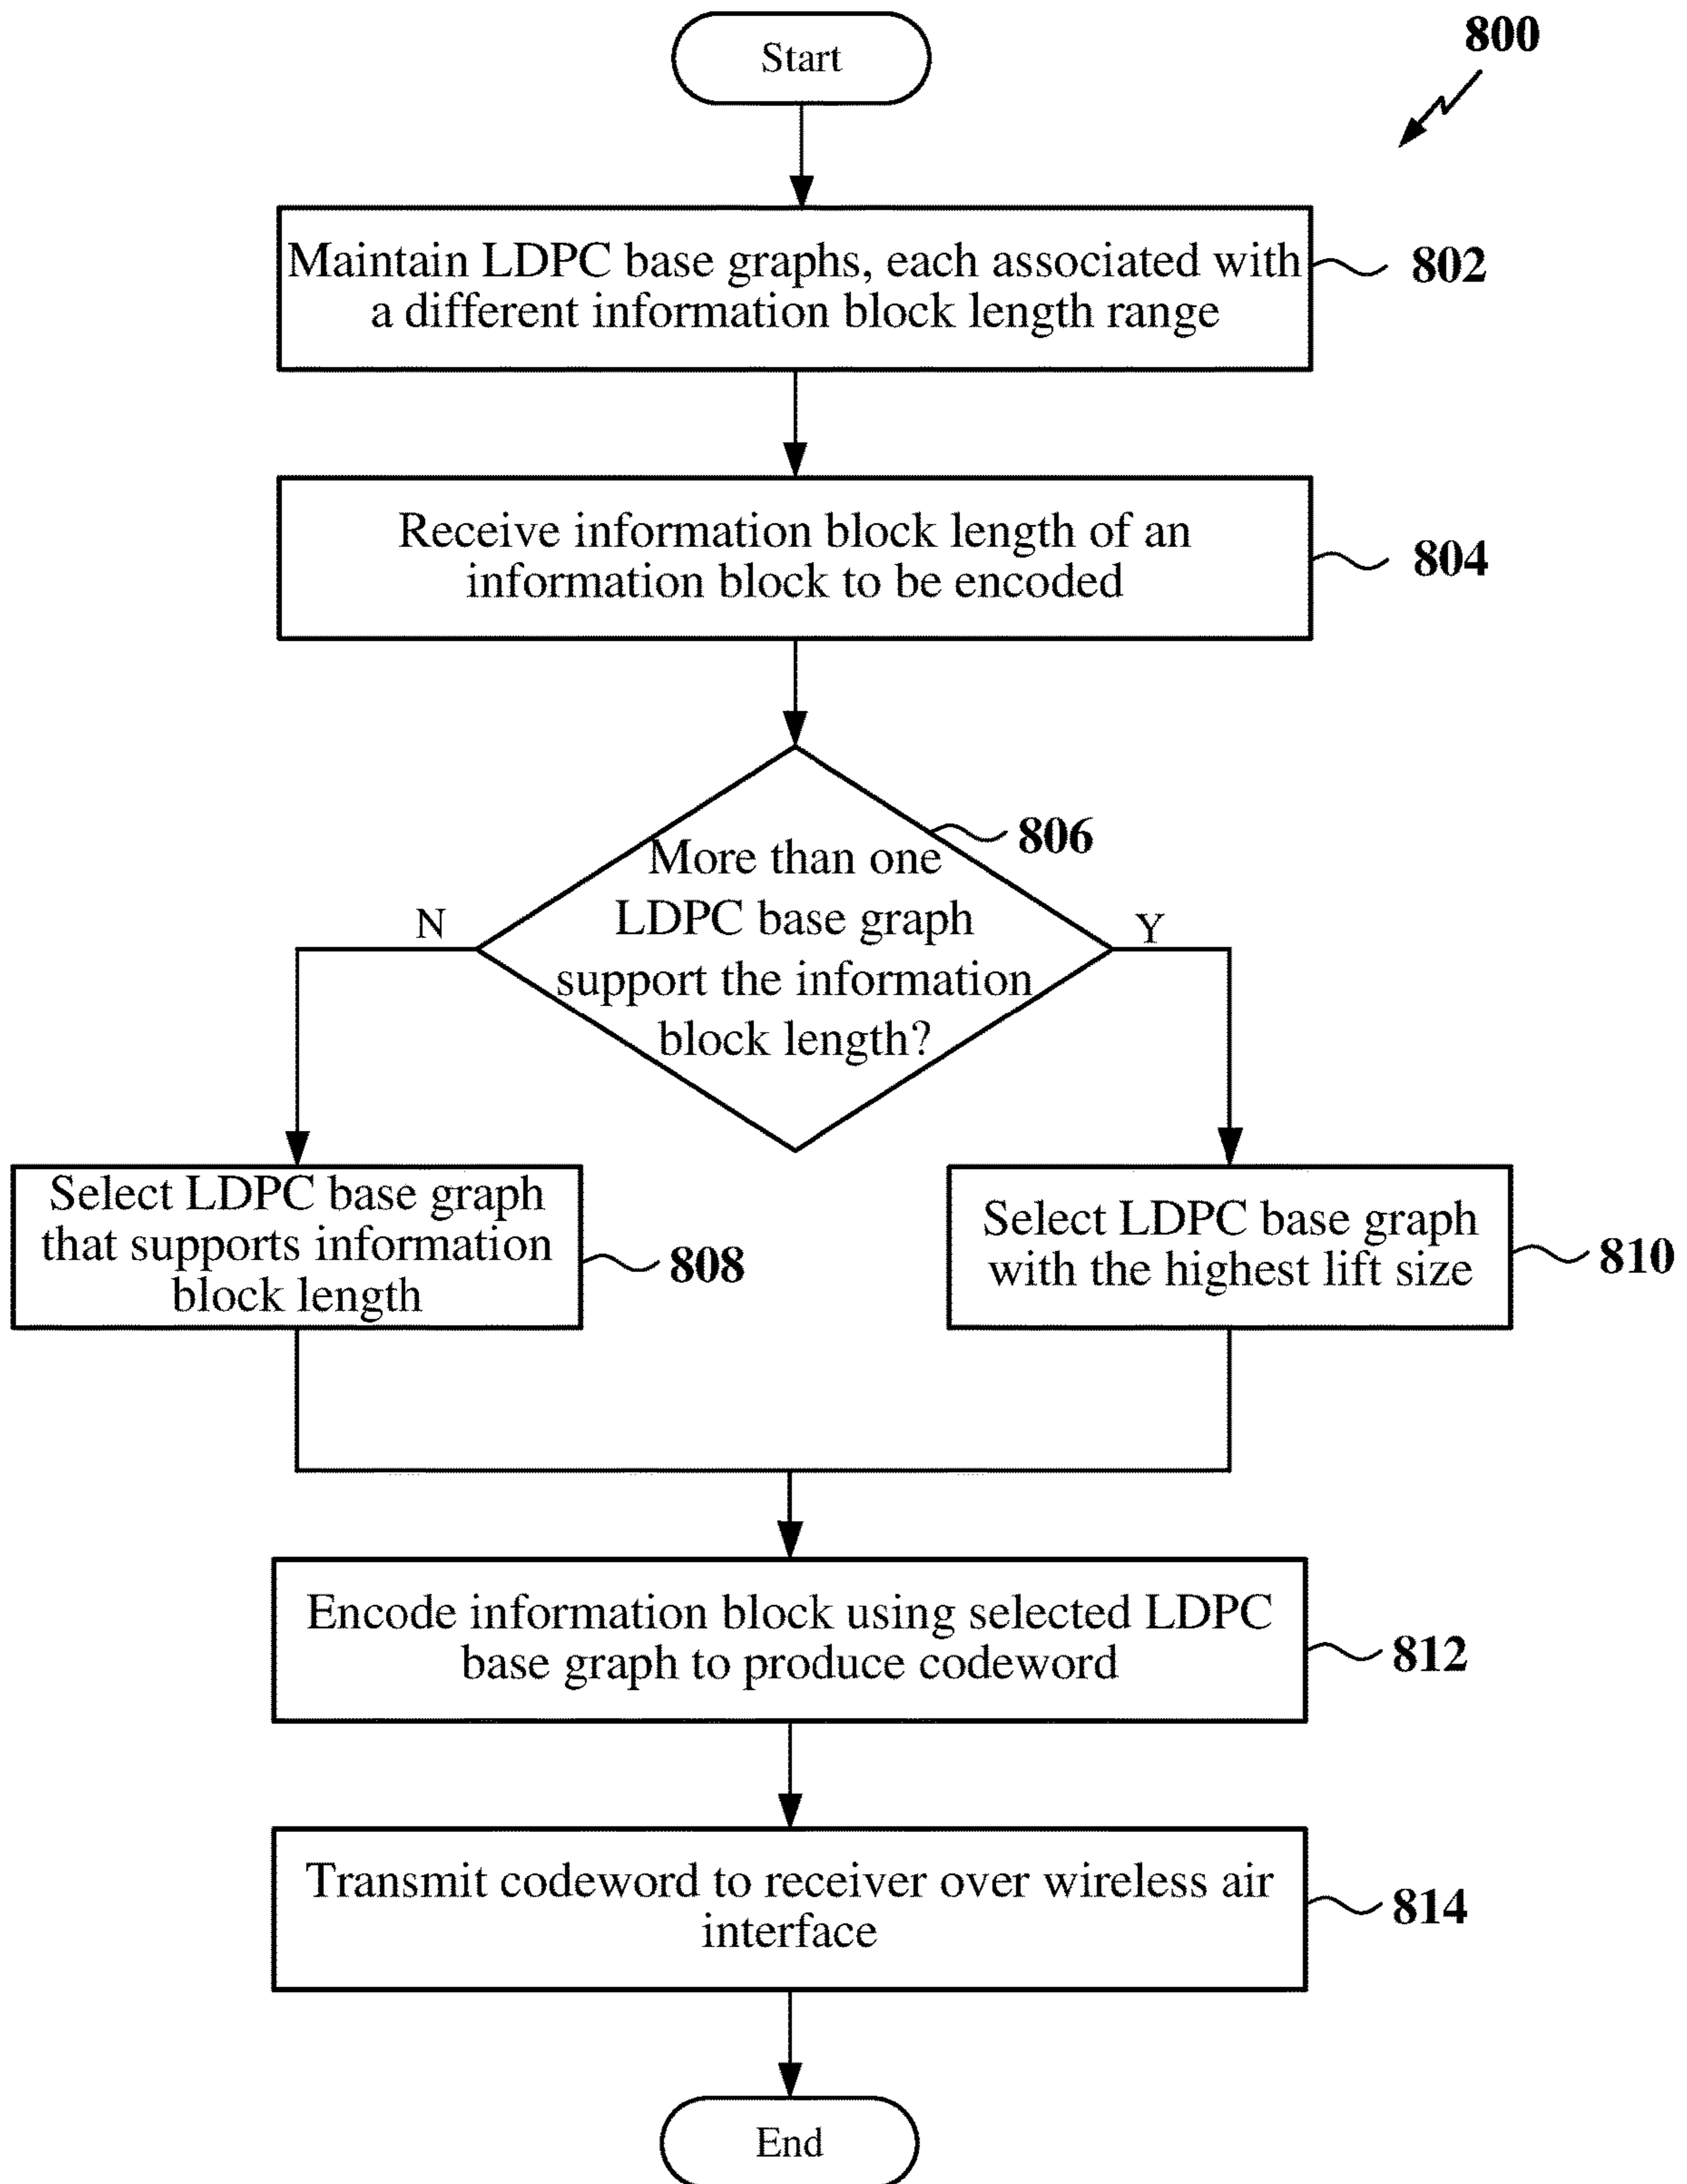 Start
800
Maintain LDPC base graphs, each associated with
a different information block length range
802
Receive information block length of an
information block to be encoded
804
806
More than one
LDPC base graph
support the information
block length?
N
Y
Select LDPC base graph
that supports information
block length
808
Select LDPC base graph
with the highest lift size
810
Encode information block using selected LDPC
base graph to produce codeword
812
Transmit codeword to receiver over wireless air
interface
814
End